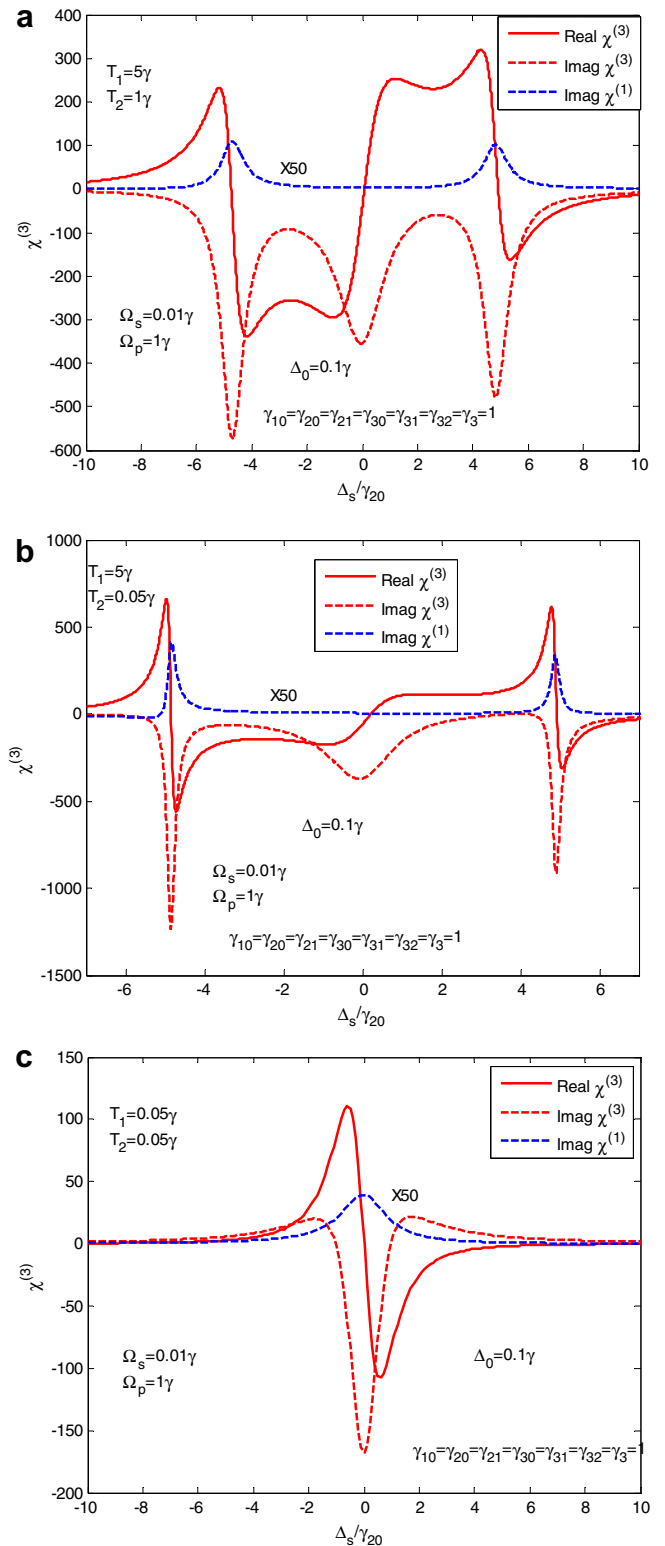 a
400
300
200
100
0
-100
-200
-300
-400
-500
-600
-10
-8
-6
-4
-2
0
2
4
6
8
10
χ(3)
Δs/γ20
T1=5γ
T2=1γ
X50
Real χ(3)
Imag χ(3)
Imag χ(1)
Ωs=0.01γ
Ωp=1γ
Δ0=0.1γ
γ10=γ20=γ21=γ30=γ31=γ32=γ3=1
b
1000
500
0
-500
-1000
-1500
-6
-4
-2
0
2
4
6
χ(3)
Δs/γ20
T1=5γ
T2=0.05γ
X50
Real χ(3)
Imag χ(3)
Imag χ(1)
Δ0=0.1γ
Ωs=0.01γ
Ωp=1γ
γ10=γ20=γ21=γ30=γ31=γ32=γ3=1
c
150
100
50
0
-50
-100
-150
-200
-10
-8
-6
-4
-2
0
2
4
6
8
10
χ(3)
Δs/γ20
T1=0.05γ
T2=0.05γ
X50
Real χ(3)
Imag χ(3)
Imag χ(1)
Ωs=0.01γ
Ωp=1γ
Δ0=0.1γ
γ10=γ20=γ21=γ30=γ31=γ32=γ3=1